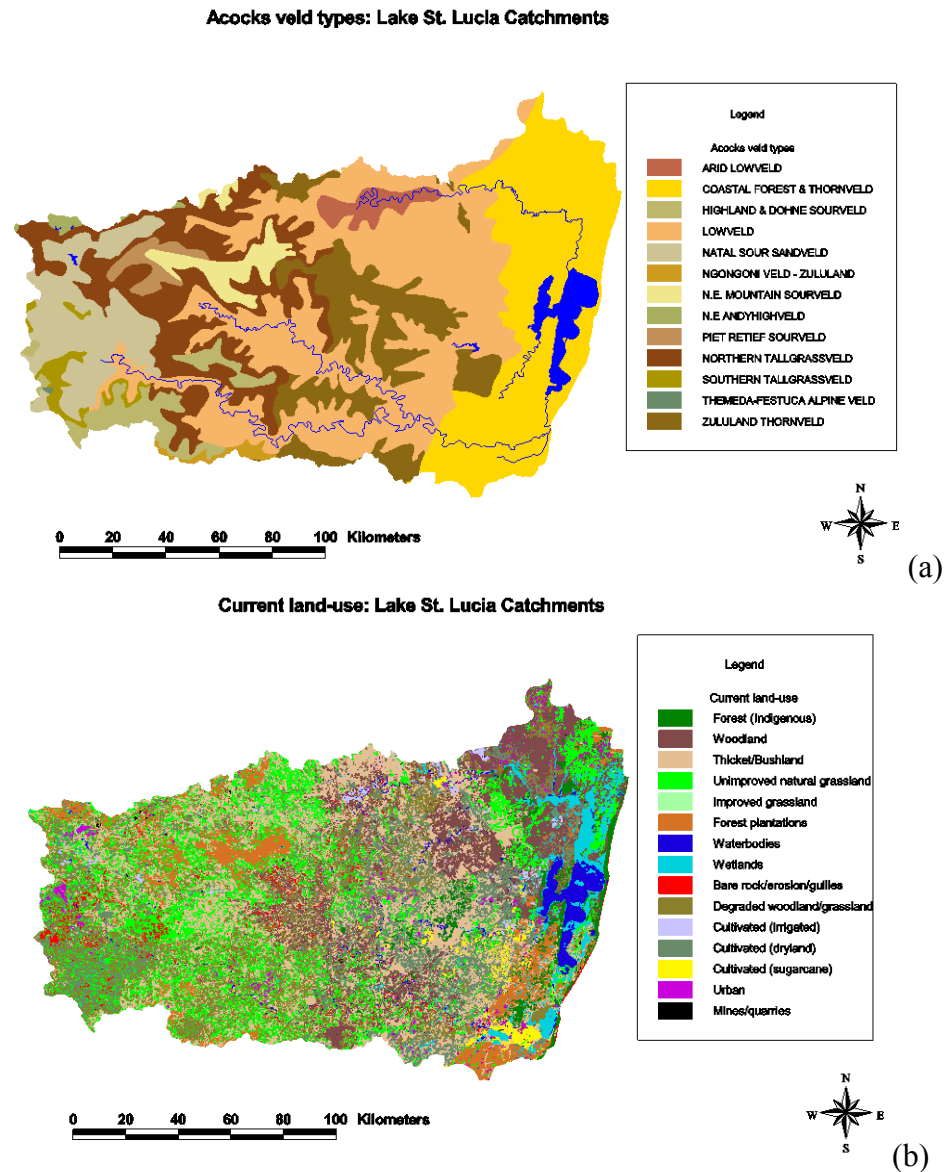 Acocks veld types: Lake St. Lucia Catchments
Legend
Acocks veld types
ARID LOWVELD
COASTAL FOREST & THORNVELD
HIGHLAND & DOHNE SOURVELD
LOWVELD
NATAL SOUR SANDVELD
NGONGONI VELD - ZULULAND
N.E. MOUNTAIN SOURVELD
N.E ANDYHIGHVELD
PIET RETIEF SOURVELD
NORTHERN TALLGRASSVELD
SOUTHERN TALLGRASSVELD
THEMEDA-FESTUCA ALPINE VELD
ZULULAND THORNVELD
0 20 40 60 80 100 Kilometers
N
W E
S
(a)
Current land-use: Lake St. Lucia Catchments
Legend
Current land-use
Forest (Indigenous)
Woodland
Thicket/Bushland
Unimproved natural grassland
Improved grassland
Forest plantations
Waterbodies
Wetlands
Bare rock/erosion/gullies
Degraded woodland/grassland
Cultivated (irrigated)
Cultivated (dryland)
Cultivated (sugarcane)
Urban
Mines/quarries
0 20 40 60 80 100 Kilometers
N
W E
S
(b)